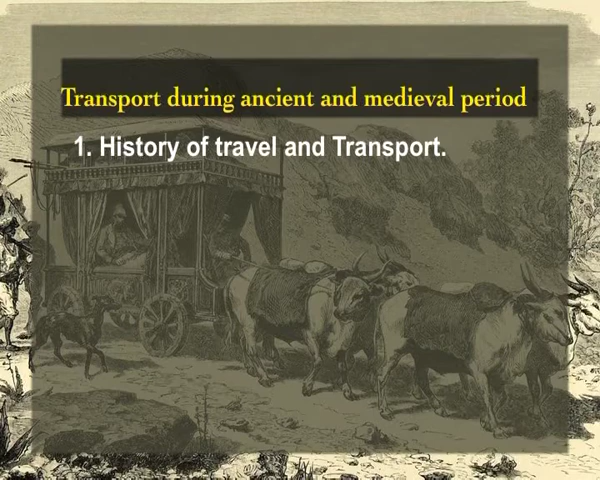 Transport during ancient and medieval period
1. History of travel and Transport.